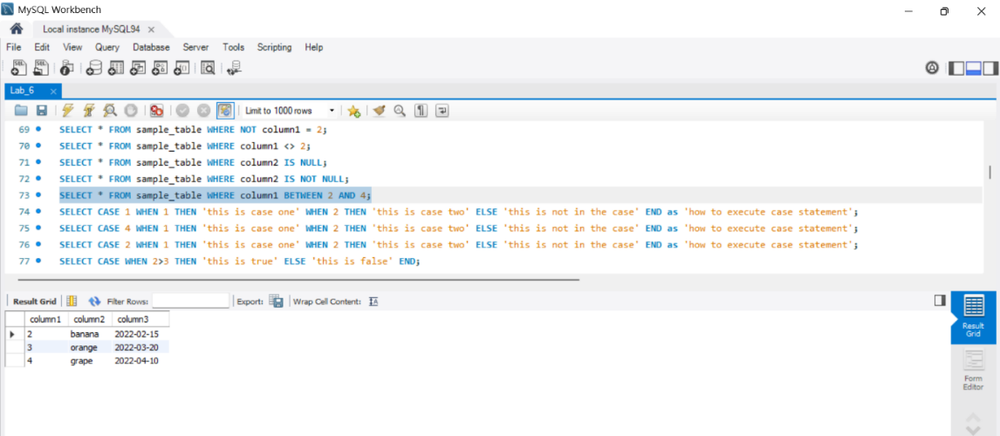 MySQL Workbench
Local instance MySQL94
File Edit View Query Database Server Tools Scripting Help
Lab_6
Limit to 1000 rows
69 SELECT * FROM sample_table WHERE NOT column1 = 2;
70 SELECT * FROM sample_table WHERE column1 <> 2;
71 SELECT * FROM sample_table WHERE column2 IS NULL;
72 SELECT * FROM sample_table WHERE column2 IS NOT NULL;
73 SELECT * FROM sample_table WHERE column1 BETWEEN 2 AND 4;
74 SELECT CASE 1 WHEN 1 THEN 'this is case one' WHEN 2 THEN 'this is case two' ELSE 'this is not in the case' END as 'how to execute case statement';
75 SELECT CASE 4 WHEN 1 THEN 'this is case one' WHEN 2 THEN 'this is case two' ELSE 'this is not in the case' END as 'how to execute case statement';
76 SELECT CASE 2 WHEN 1 THEN 'this is case one' WHEN 2 THEN 'this is case two' ELSE 'this is not in the case' END as 'how to execute case statement';
77 SELECT CASE WHEN 2>3 THEN 'this is true' ELSE 'this is false' END;
Result Grid Filter Rows: Export: Wrap Cell Content:
column1 column2 column3
2 banana 2022-02-15
3 orange 2022-03-20
4 grape 2022-04-10
Result
Grid
Form
Editor